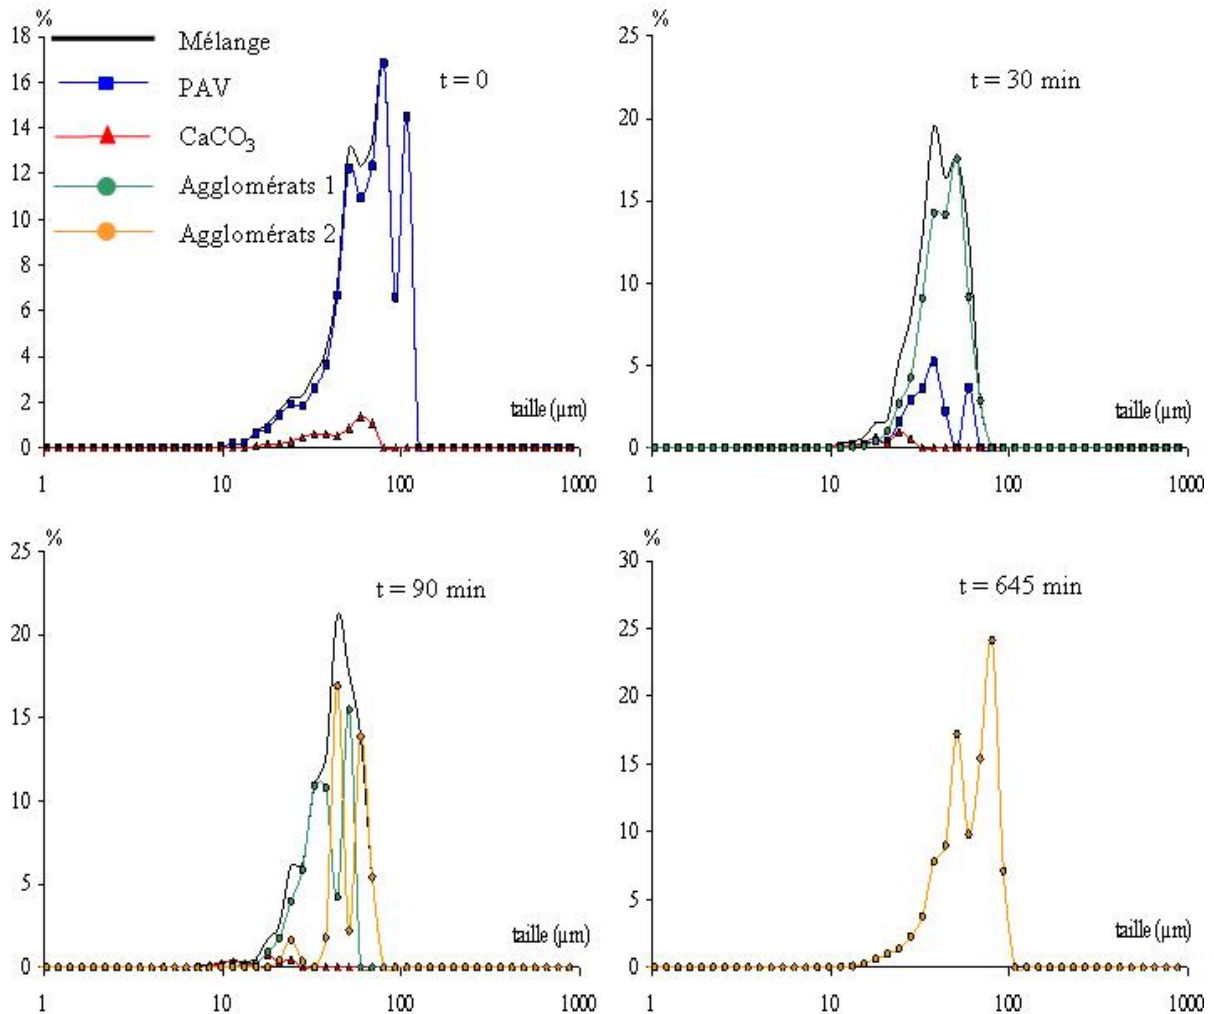 %
18
16
14
12
10
8
6
4
2
0
Mélange
PAV
CaCO₃
Agglomérats 1
Agglomérats 2
t = 0
taille (µm)
1 10 100 1000
%
25
20
15
10
5
0
t = 30 min
taille (µm)
1 10 100 1000
%
25
20
15
10
5
0
t = 90 min
taille (µm)
1 10 100 1000
%
30
25
20
15
10
5
0
t = 645 min
taille (µm)
1 10 100 1000